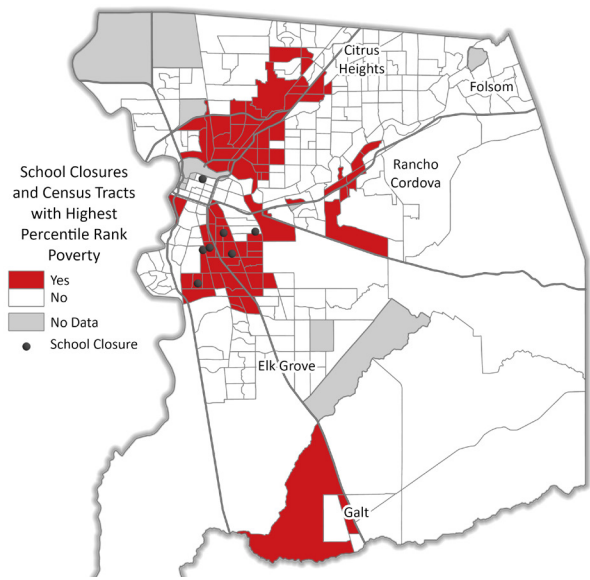 Citrus
Heights
Folsom
Rancho
Cordova
School Closures
and Census Tracts
with Highest
Percentile Rank
Poverty
Yes
No
No Data
School Closure
Elk Grove
Galt